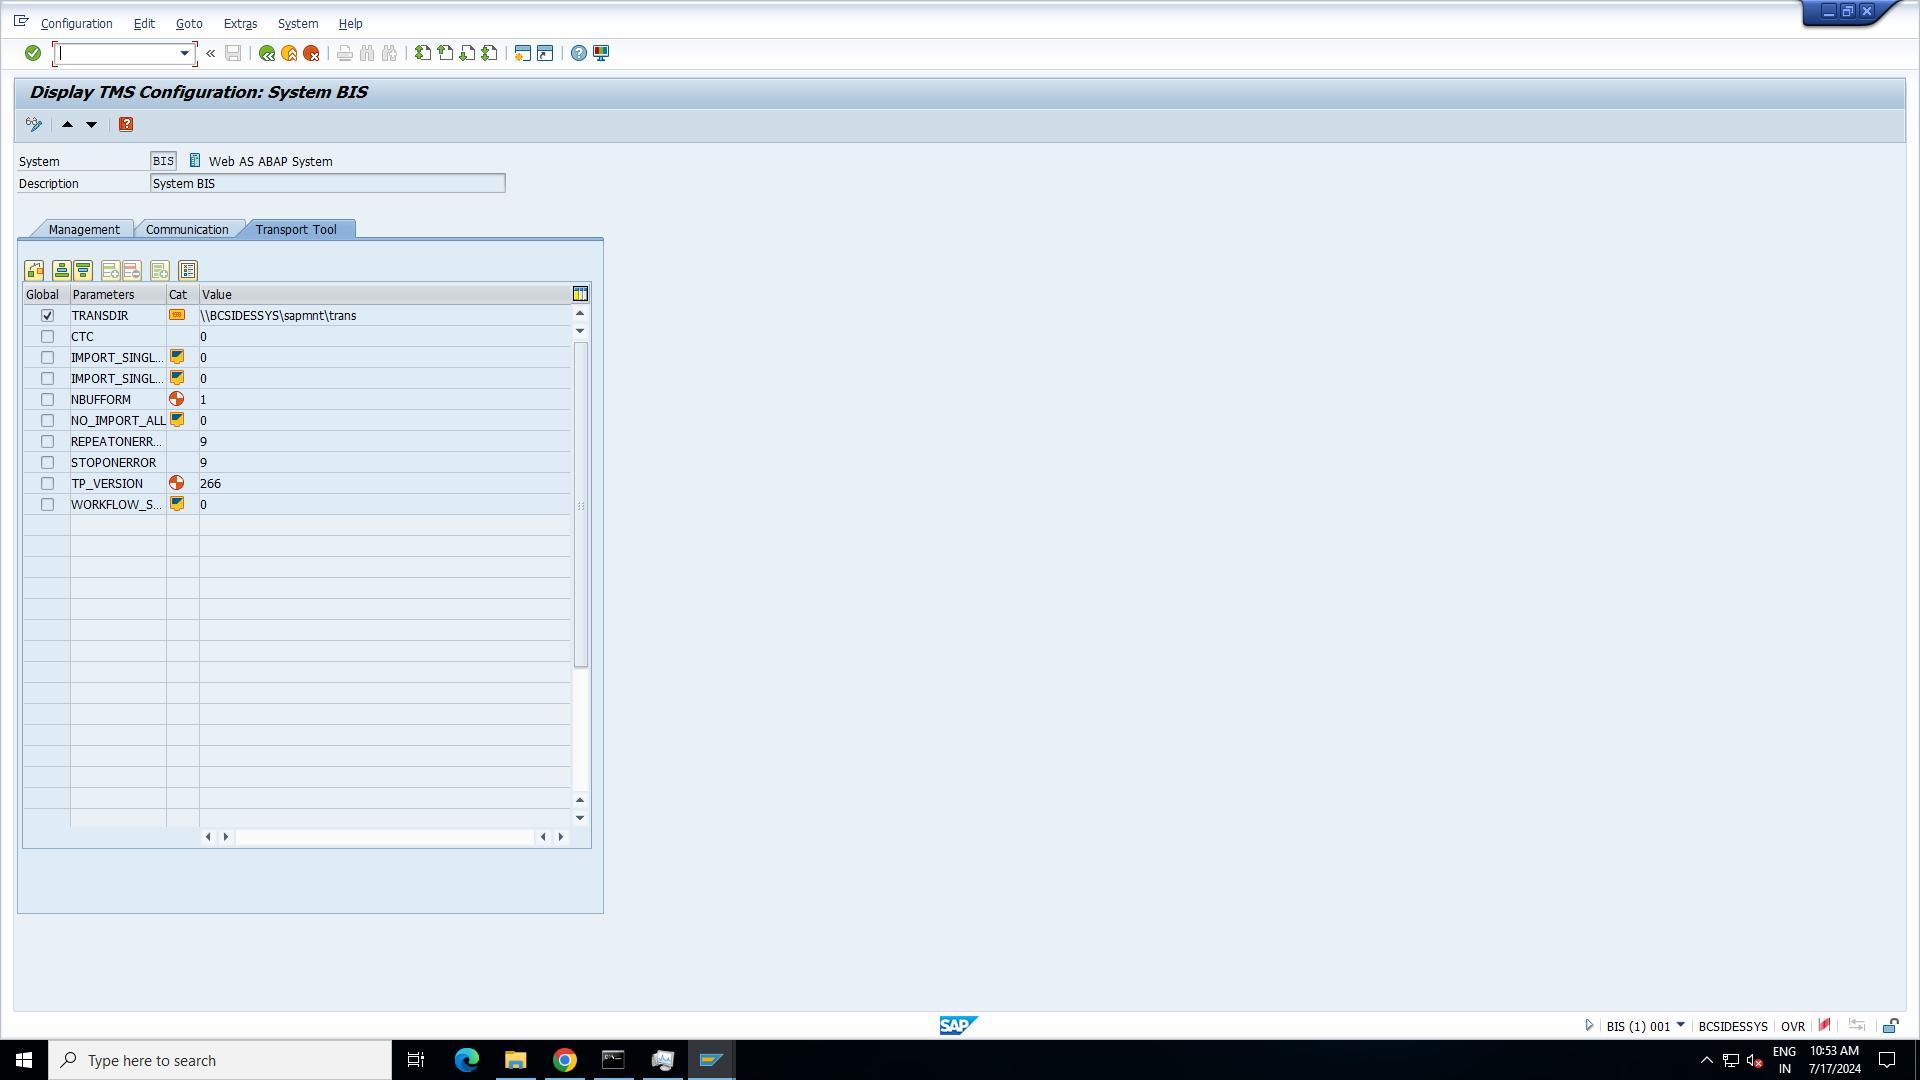 Configuration Edit Goto Extras System Help
Display TMS Configuration: System BIS
System BIS Web AS ABAP System
Description System BIS
Management Communication Transport Tool
Global Parameters Cat Value
TRANSDIR \\BCSIDESSYS\sapmnt\trans
CTC 0
IMPORT_SINGL... 0
IMPORT_SINGL... 0
NBUFFORM 1
NO_IMPORT_ALL 0
REPEATONERR... 9
STOPONERROR 9
TP_VERSION 266
WORKFLOW_S... 0
SAP BIS (1) 001 BCSIDESSYS OVR
Type here to search ENG 10:53 AM
IN 7/17/2024